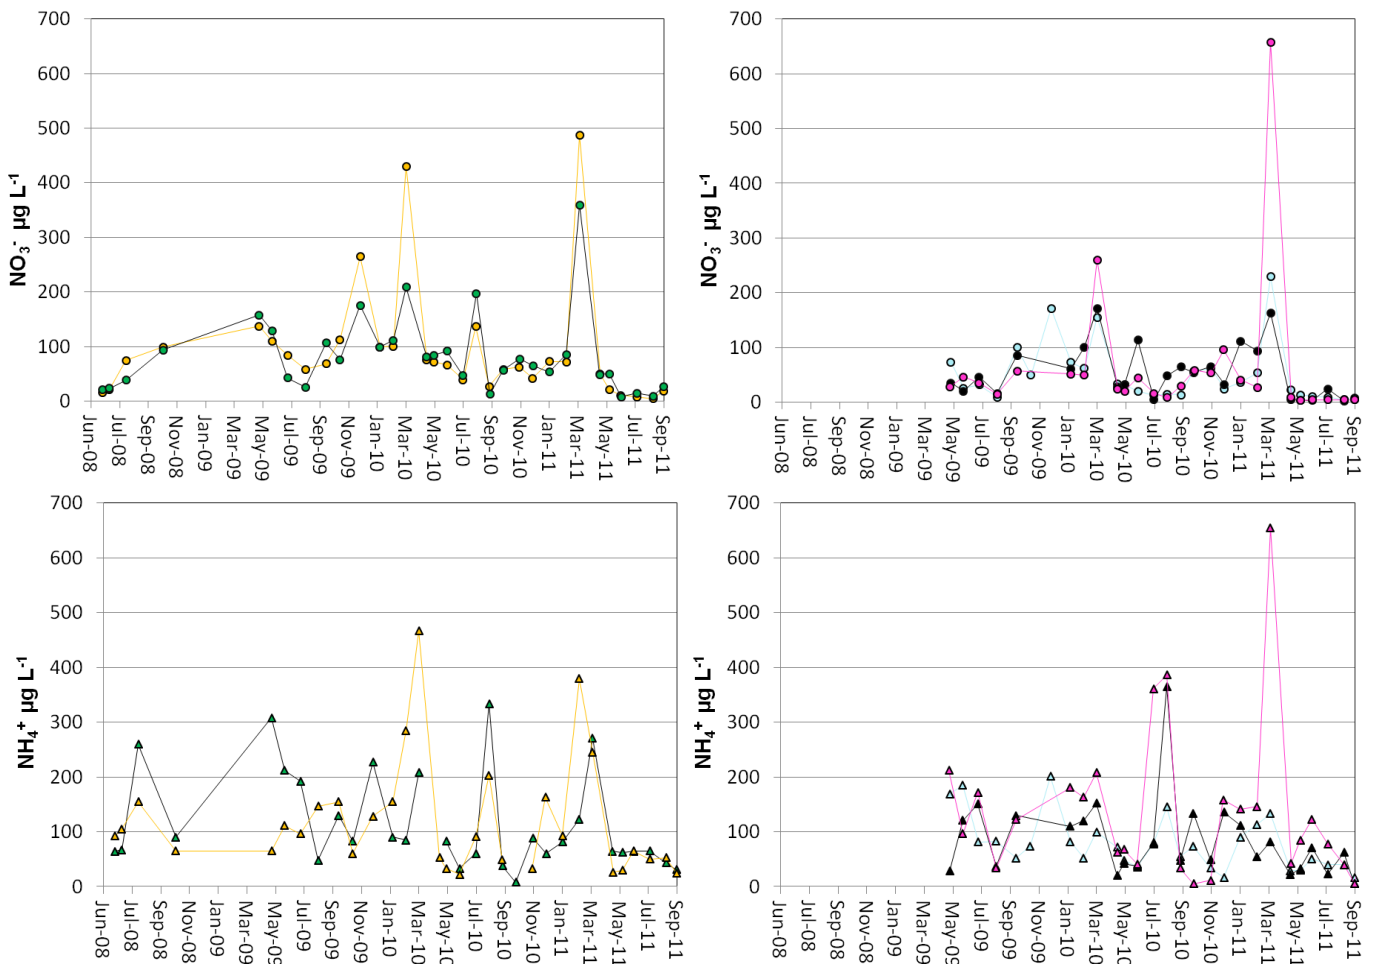 700
600
500
400
300
200
100
0
NO₃⁻ µg L⁻¹
Jun-08
Jul-08
Sep-08
Nov-08
Jan-09
Mar-09
May-09
Jul-09
Sep-09
Nov-09
Jan-10
Mar-10
May-10
Jul-10
Sep-10
Nov-10
Jan-11
Mar-11
May-11
Jul-11
Sep-11
700
600
500
400
300
200
100
0
NO₃⁻ µg L⁻¹
Jun-08
Jul-08
Sep-08
Nov-08
Jan-09
Mar-09
May-09
Jul-09
Sep-09
Nov-09
Jan-10
Mar-10
May-10
Jul-10
Sep-10
Nov-10
Jan-11
Mar-11
May-11
Jul-11
Sep-11
700
600
500
400
300
200
100
0
NH₄⁺ µg L⁻¹
Jun-08
Jul-08
Sep-08
Nov-08
Jan-09
Mar-09
May-09
Jul-09
Sep-09
Nov-09
Jan-10
Mar-10
May-10
Jul-10
Sep-10
Nov-10
Jan-11
Mar-11
May-11
Jul-11
Sep-11
700
600
500
400
300
200
100
0
NH₄⁺ µg L⁻¹
Jun-08
Jul-08
Sep-08
Nov-08
Jan-09
Mar-09
May-09
Jul-09
Sep-09
Nov-09
Jan-10
Mar-10
May-10
Jul-10
Sep-10
Nov-10
Jan-11
Mar-11
May-11
Jul-11
Sep-11